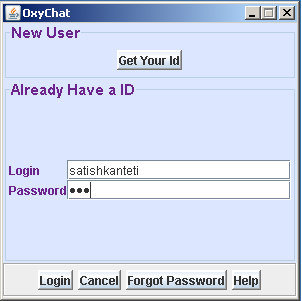 OxyChat
New User
Get Your Id
Already Have a ID
Login satishkanteti
Password •••
Login Cancel Forgot Password Help